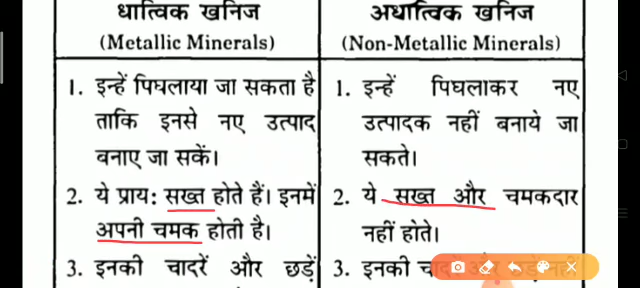 धात्विक खनिज
(Metallic Minerals)
अधात्विक खनिज
(Non-Metallic Minerals)
1. इन्हें पिघलाया जा सकता है
ताकि इनसे नए उत्पाद
बनाए जा सकें।
2. ये प्रायः सख्त होते हैं। इनमें
अपनी चमक होती है।
3. इनकी चादरें और छड़ें
1. इन्हें पिघलाकर नए
उत्पादक नहीं बनाये जा
सकते।
2. ये सख्त और चमकदार
नहीं होते।
3. इनकी